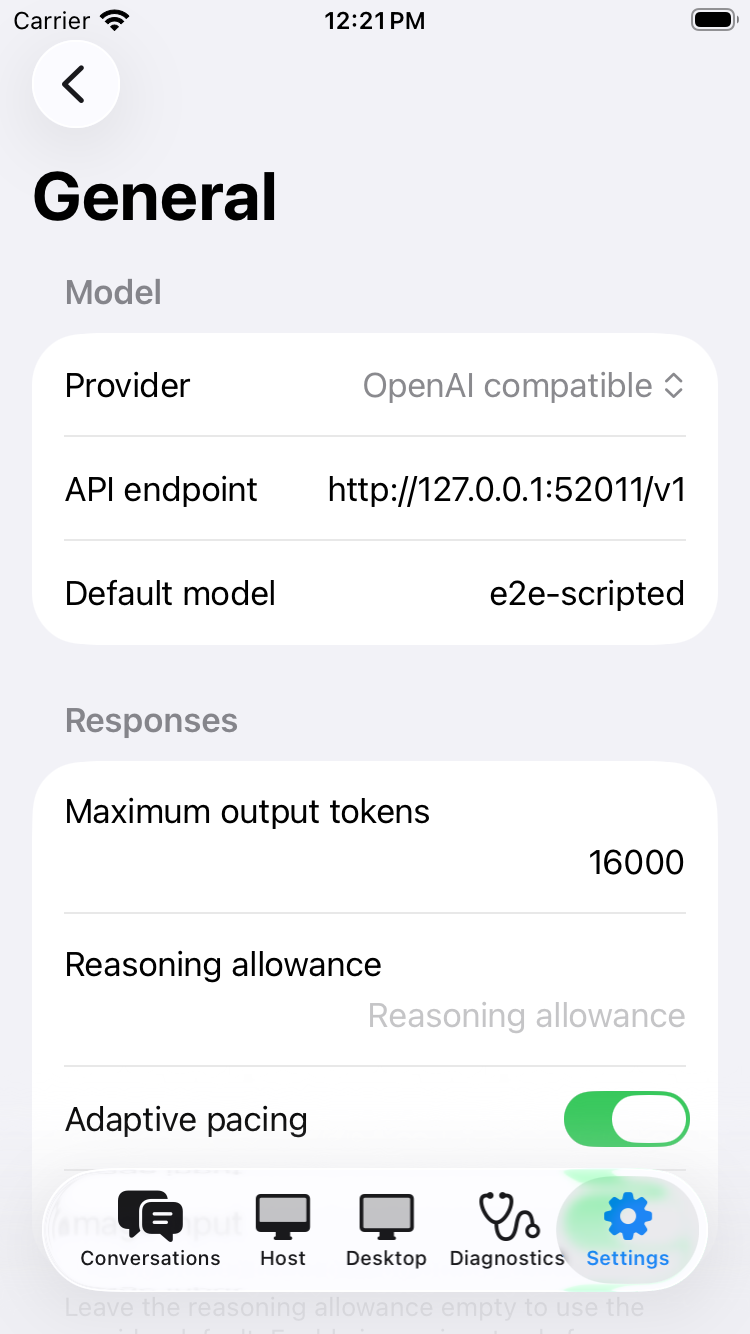 Carrier 12:21 PM
General
Model
Provider OpenAI compatible
API endpoint http://127.0.0.1:52011/v1
Default model e2e-scripted
Responses
Maximum output tokens
16000
Reasoning allowance
Reasoning allowance
Adaptive pacing
Conversations Host Desktop Diagnostics Settings
Leave the reasoning allowance empty to use the